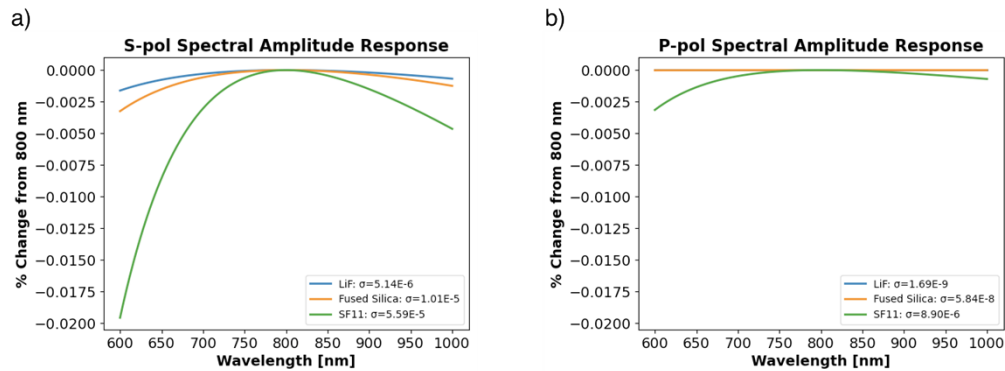 a)
S-pol Spectral Amplitude Response
% Change from 800 nm
0.0000
−0.0025
−0.0050
−0.0075
−0.0100
−0.0125
−0.0150
−0.0175
−0.0200
LiF: σ=5.14E-6
Fused Silica: σ=1.01E-5
SF11: σ=5.59E-5
600 650 700 750 800 850 900 950 1000
Wavelength [nm]
b)
P-pol Spectral Amplitude Response
% Change from 800 nm
0.0000
−0.0025
−0.0050
−0.0075
−0.0100
−0.0125
−0.0150
−0.0175
−0.0200
LiF: σ=1.69E-9
Fused Silica: σ=5.84E-8
SF11: σ=8.90E-6
600 650 700 750 800 850 900 950 1000
Wavelength [nm]